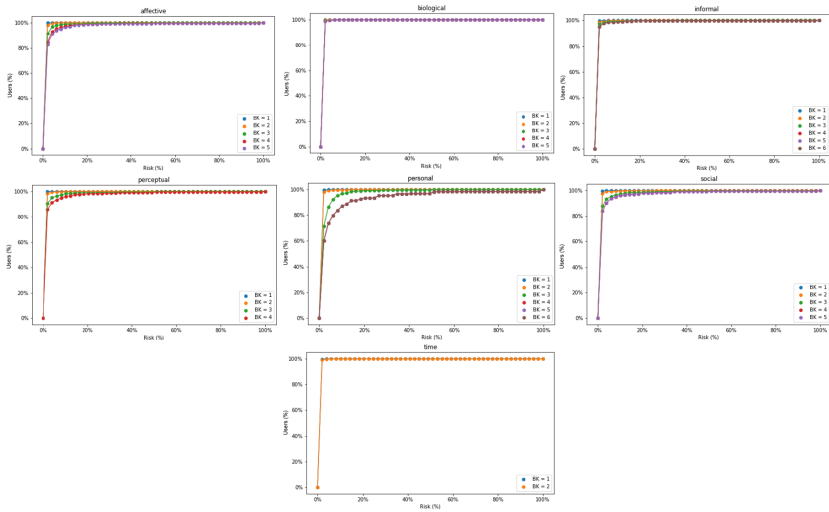 affective
100%
80%
60%
40%
20%
0%
Users (%)
BK = 1
BK = 2
BK = 3
BK = 4
BK = 5
0% 20% 40% 60% 80% 100%
Risk (%)
biological
100%
80%
60%
40%
20%
0%
Users (%)
BK = 1
BK = 2
BK = 3
BK = 4
BK = 5
0% 20% 40% 60% 80% 100%
Risk (%)
informal
100%
80%
60%
40%
20%
0%
Users (%)
BK = 1
BK = 2
BK = 3
BK = 4
BK = 5
BK = 6
0% 20% 40% 60% 80% 100%
Risk (%)
perceptual
100%
80%
60%
40%
20%
0%
Users (%)
BK = 1
BK = 2
BK = 3
BK = 4
0% 20% 40% 60% 80% 100%
Risk (%)
personal
100%
80%
60%
40%
20%
0%
Users (%)
BK = 1
BK = 2
BK = 3
BK = 4
BK = 5
BK = 6
0% 20% 40% 60% 80% 100%
Risk (%)
social
100%
80%
60%
40%
20%
0%
Users (%)
BK = 1
BK = 2
BK = 3
BK = 4
BK = 5
0% 20% 40% 60% 80% 100%
Risk (%)
time
100%
80%
60%
40%
20%
0%
Users (%)
BK = 1
BK = 2
0% 20% 40% 60% 80% 100%
Risk (%)